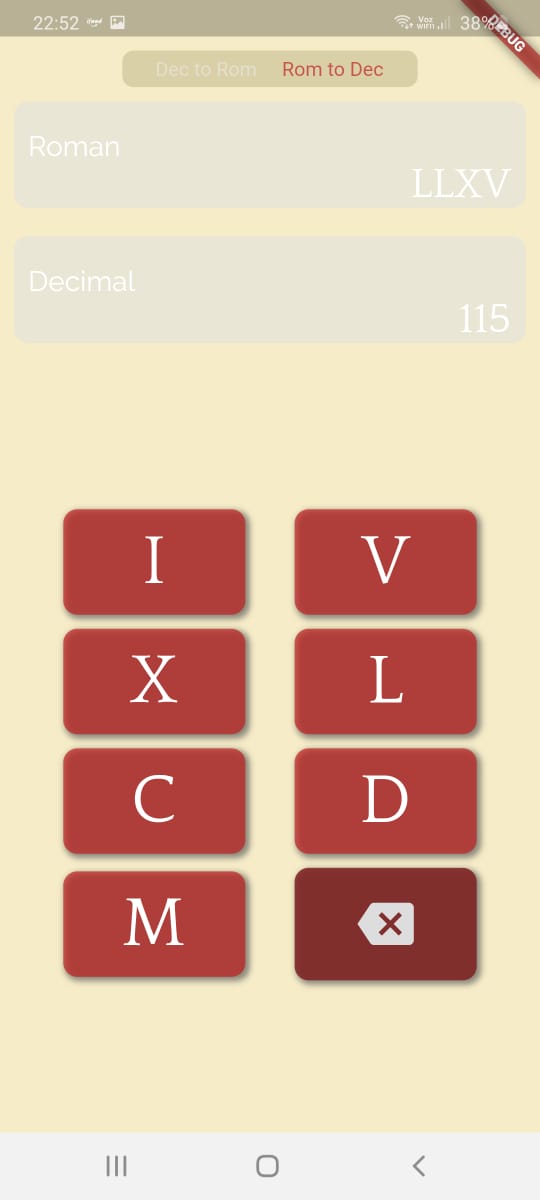 22:52
Voz
WiFi1
38%
DEBUG
Dec to Rom Rom to Dec
Roman
LLXV
Decimal
115
I V
X L
C D
M